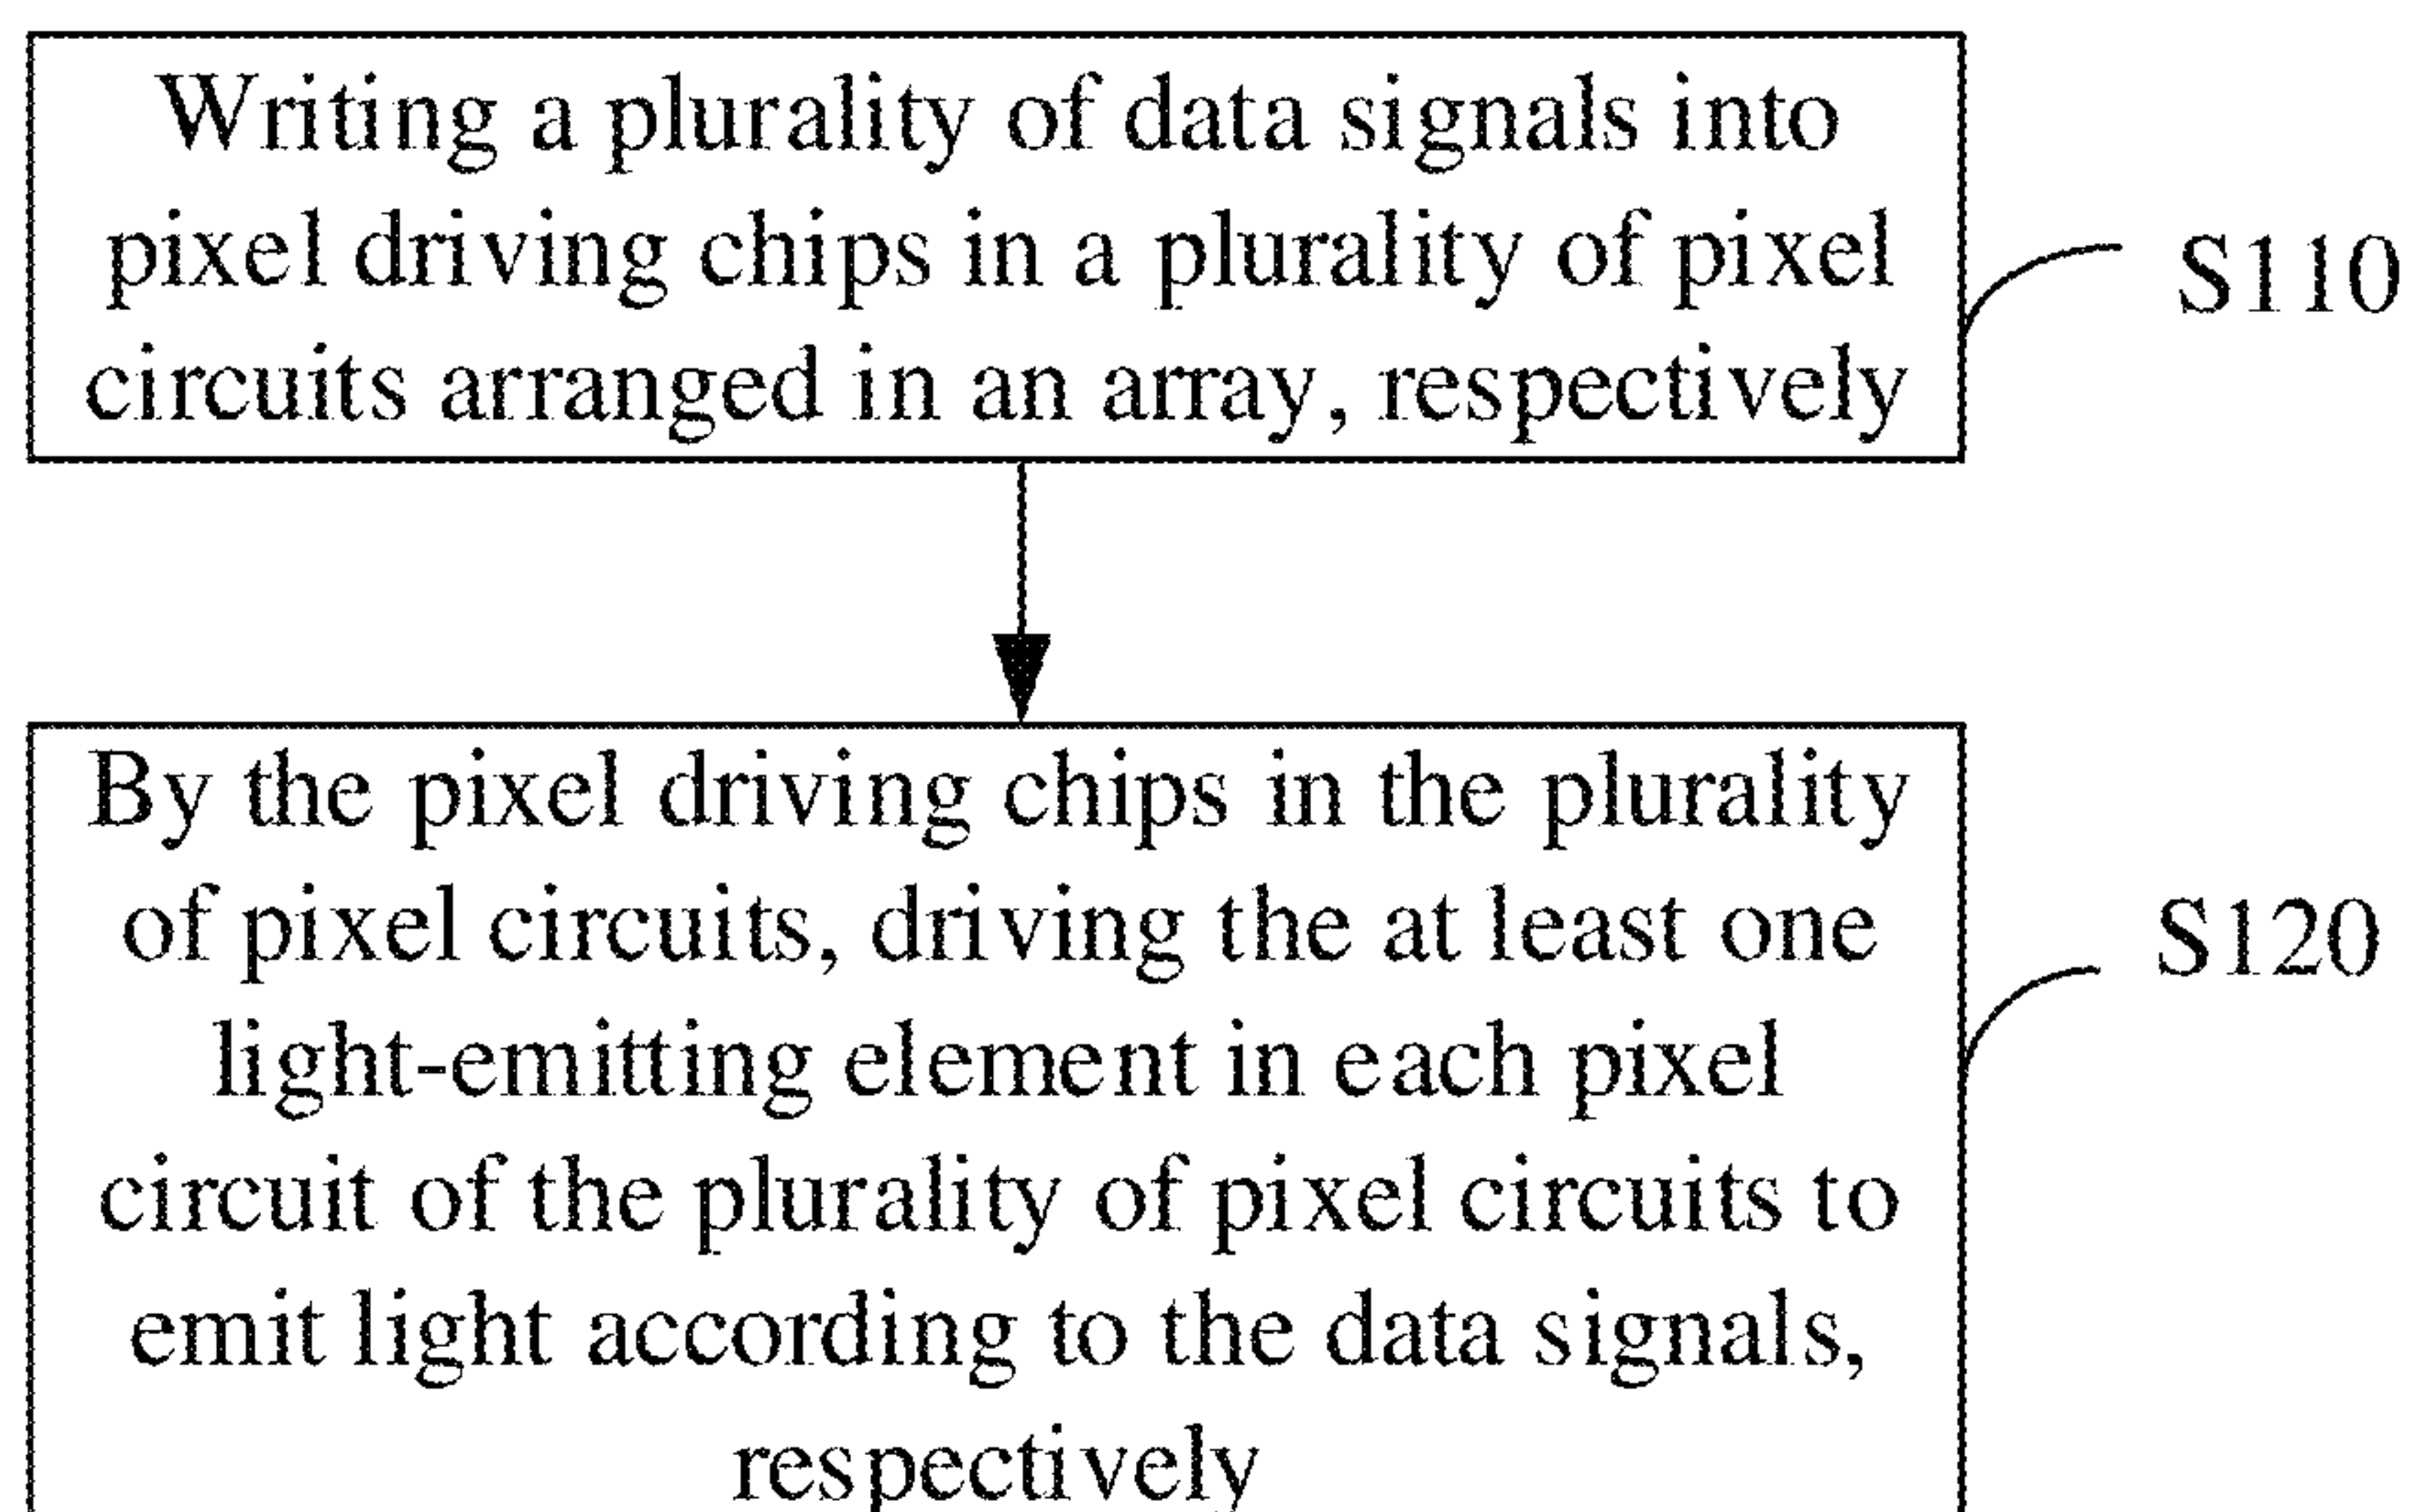 Writing a plurality of data signals into
pixel driving chips in a plurality of pixel
circuits arranged in an array, respectively
S110
By the pixel driving chips in the plurality
of pixel circuits, driving the at least one
light-emitting element in each pixel
circuit of the plurality of pixel circuits to
emit light according to the data signals,
respectively
S120